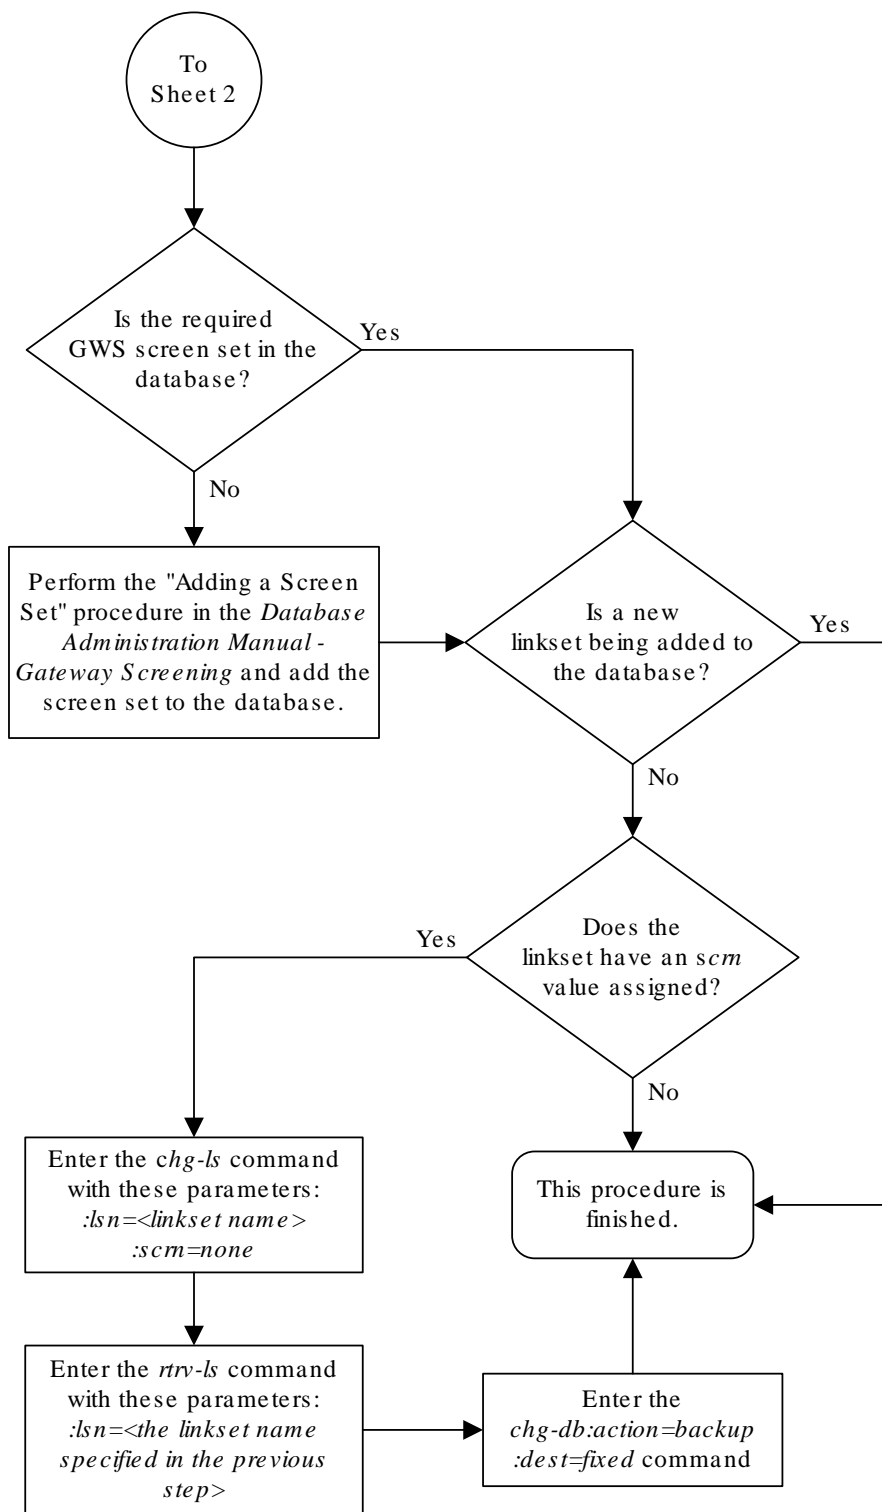 To
Sheet 2
Is the required
GWS screen set in the
database?
Yes
No
Perform the "Adding a Screen
Set" procedure in the Database
Administration Manual -
Gateway Screening and add the
screen set to the database.
Is a new
linkset being added to
the database?
Yes
No
Does the
linkset have an scrn
value assigned?
Yes
No
Enter the chg-ls command
with these parameters:
:lsn=<linkset name>
:scrn=none
This procedure is
finished.
Enter the rtrv-ls command
with these parameters:
:lsn=<the linkset name
specified in the previous
step>
Enter the
chg-db:action=backup
:dest=fixed command